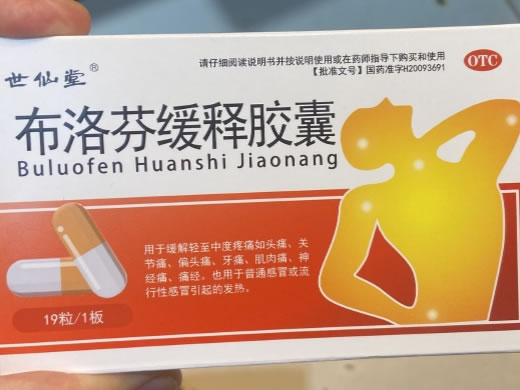 世仙堂®
请仔细阅读说明书并按说明使用或在药师指导下购买和使用
【批准文号】国药准字H20093691
OTC
布洛芬缓释胶囊
Buluofen Huanshi Jiaonang
用于缓解轻至中度疼痛如头痛、关
节痛、偏头痛、牙痛、肌肉痛、神
经痛、痛经。也用于普通感冒或流
行性感冒引起的发热。
19粒/1板